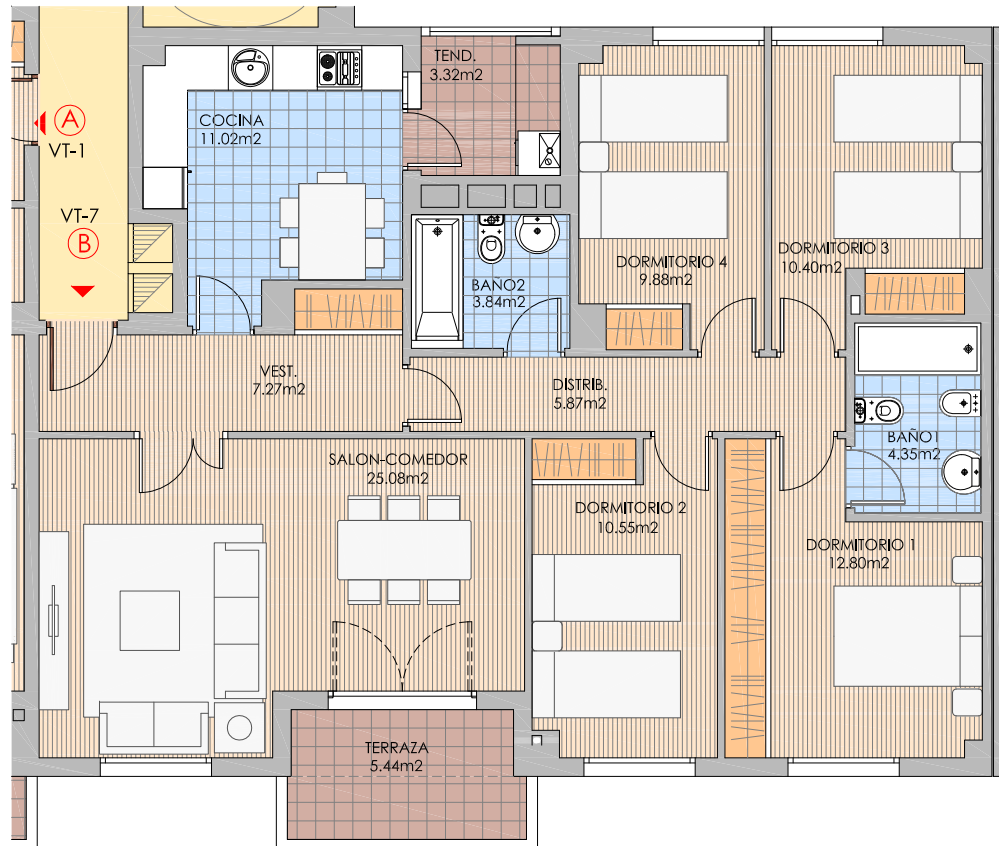 TEND.
3.32m2
A
VT-1
COCINA
11.02m2
VT-7
B
DORMITORIO 4
9.88m2
DORMITORIO 3
10.40m2
BAÑO2
3.84m2
VEST.
7.27m2
DISTRIB.
5.87m2
BAÑO1
4.35m2
SALON-COMEDOR
25.08m2
DORMITORIO 2
10.55m2
DORMITORIO 1
12.80m2
TERRAZA
5.44m2